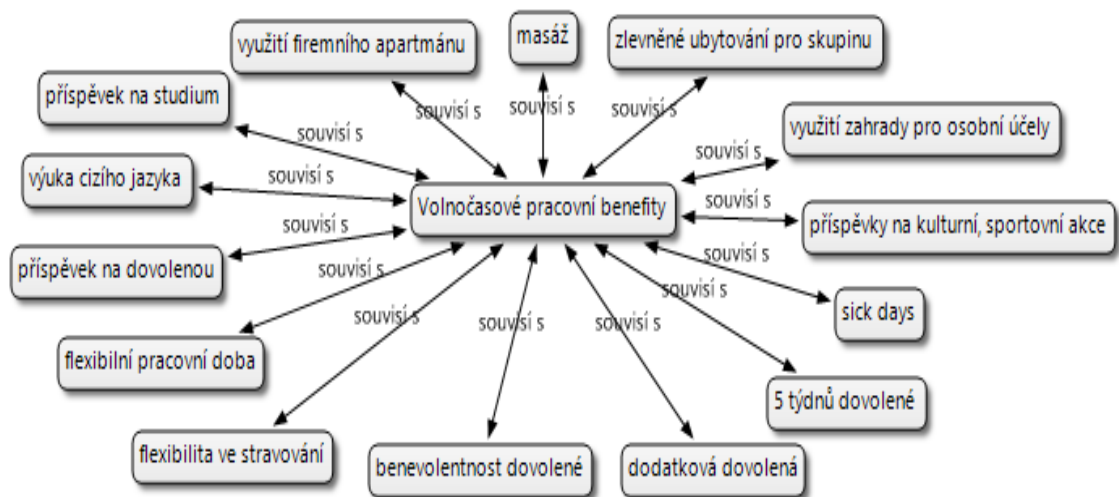 masáž
využití firemního apartmánu
zlevněné ubytování pro skupinu
příspěvek na studium
souvisí s
souvisí s
souvisí s
využití zahrady pro osobní účely
souvisí s
souvisí s
výuka cizího jazyka
souvisí s
Volnočasové pracovní benefity
souvisí s
příspěvky na kulturní, sportovní akce
příspěvek na dovolenou
souvisí s
souvisí s
souvisí s
souvisí s
sick days
souvisí s
souvisí s
souvisí s
flexibilní pracovní doba
5 týdnů dovolené
flexibilita ve stravování
benevolentnost dovolené
dodatková dovolená